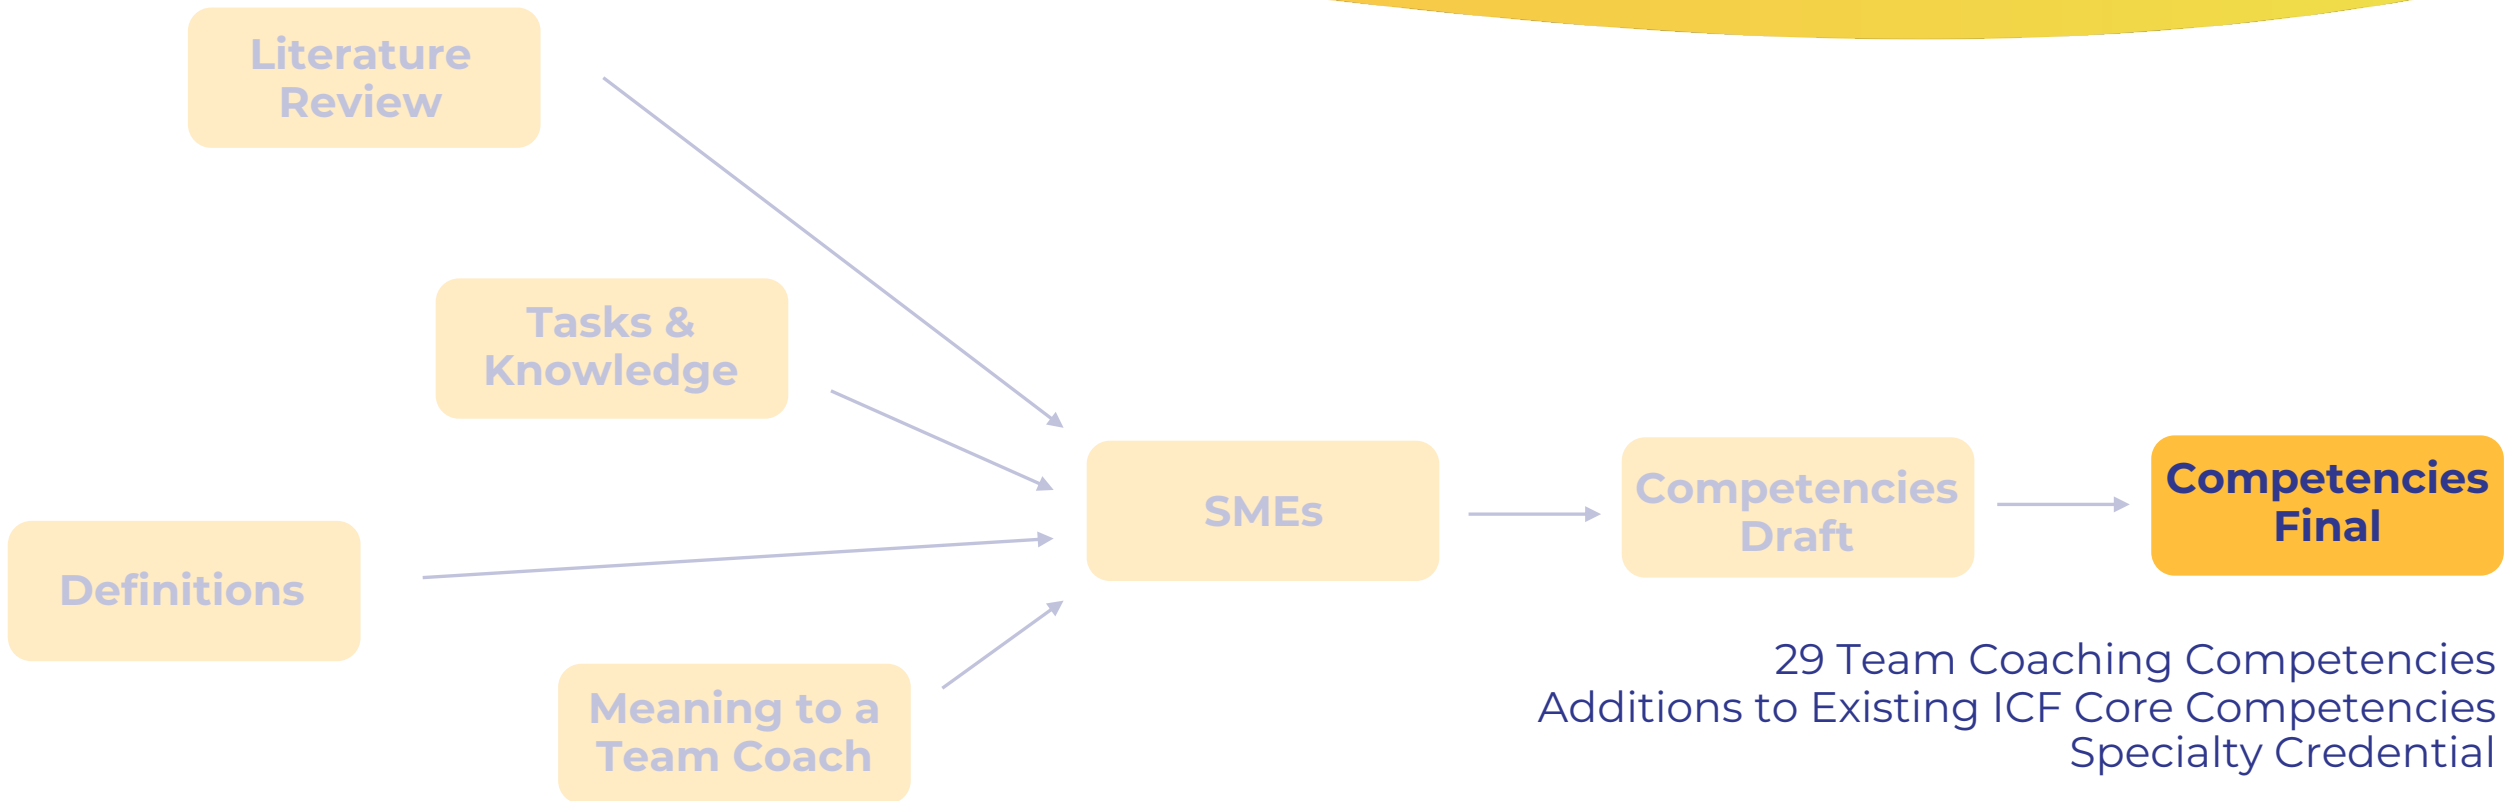 Literature
Review
Tasks &
Knowledge
Definitions
Meaning to a
Team Coach
SMEs
Competencies
Draft
Competencies
Final
29 Team Coaching Competencies
Additions to Existing ICF Core Competencies
Specialty Credential